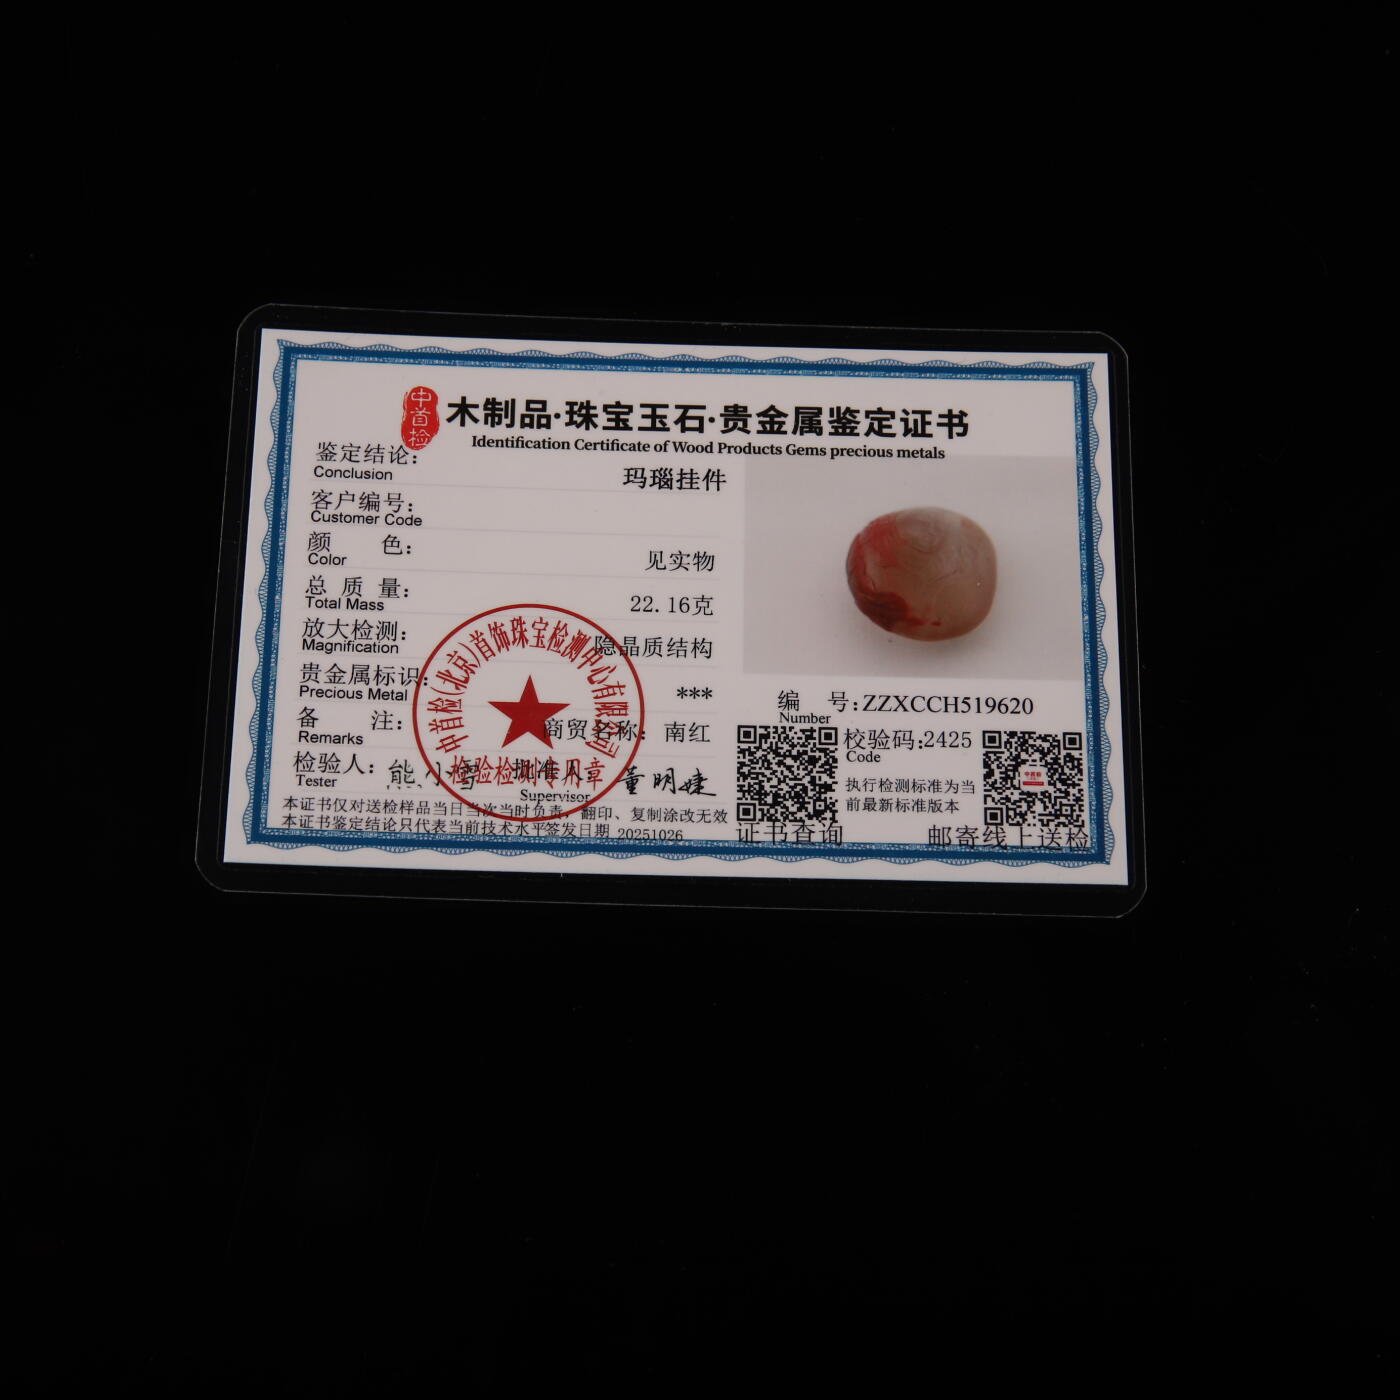 中首检
木制品·珠宝玉石·贵金属鉴定证书
Identification Certificate of Wood Products Gems precious metals
鉴定结论: 玛瑙挂件
Conclusion
客户编号:
Customer Code
颜 色: 见实物
Color
总 质 量: 22.16克
Total Mass
放大检测: 隐晶质结构
Magnification
贵金属标识: ***
Precious Metal
备 注: 商贸名称: 南红
Remarks
检验人: 熊小雪 批准人 董明婕
Tester Supervisor
本证书仅对送检样品当日当次当时负责,翻印、复制涂改无效
本证书鉴定结论只代表当前技术水平签发日期 20251026
中首检(北京)首饰珠宝检测中心有限公司
检验检测专用章
编 号:ZZXCCH519620
Number
校验码:2425
Code
执行检测标准为当
前最新标准版本
证书查询
邮寄线上送检